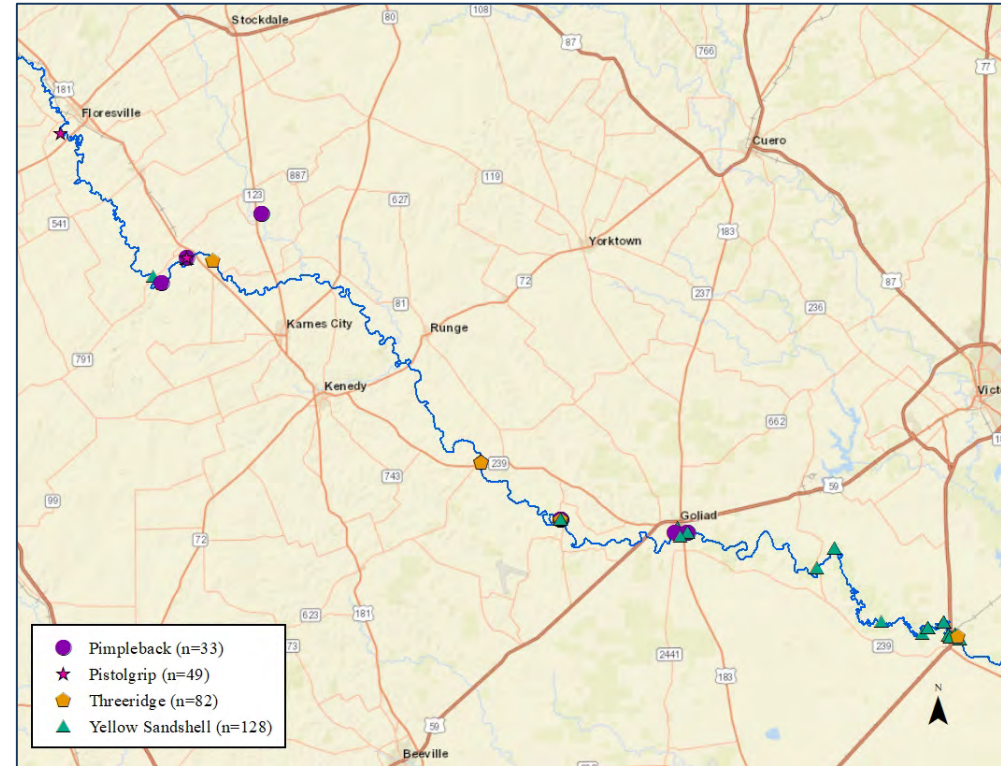 108
Stockdale
80
87
766
77
181
Floresville
Cuero
887
119
123
627
541
Yorktown
183
72
237
87
236
81
Karnes City
Runge
791
Kenedy
Victo
662
743
239
59
99
Goliad
72
623
181
73
239
2441
183
59
Beeville
N
Pimpleback (n=33)
Pistolgrip (n=49)
Threeridge (n=82)
Yellow Sandshell (n=128)